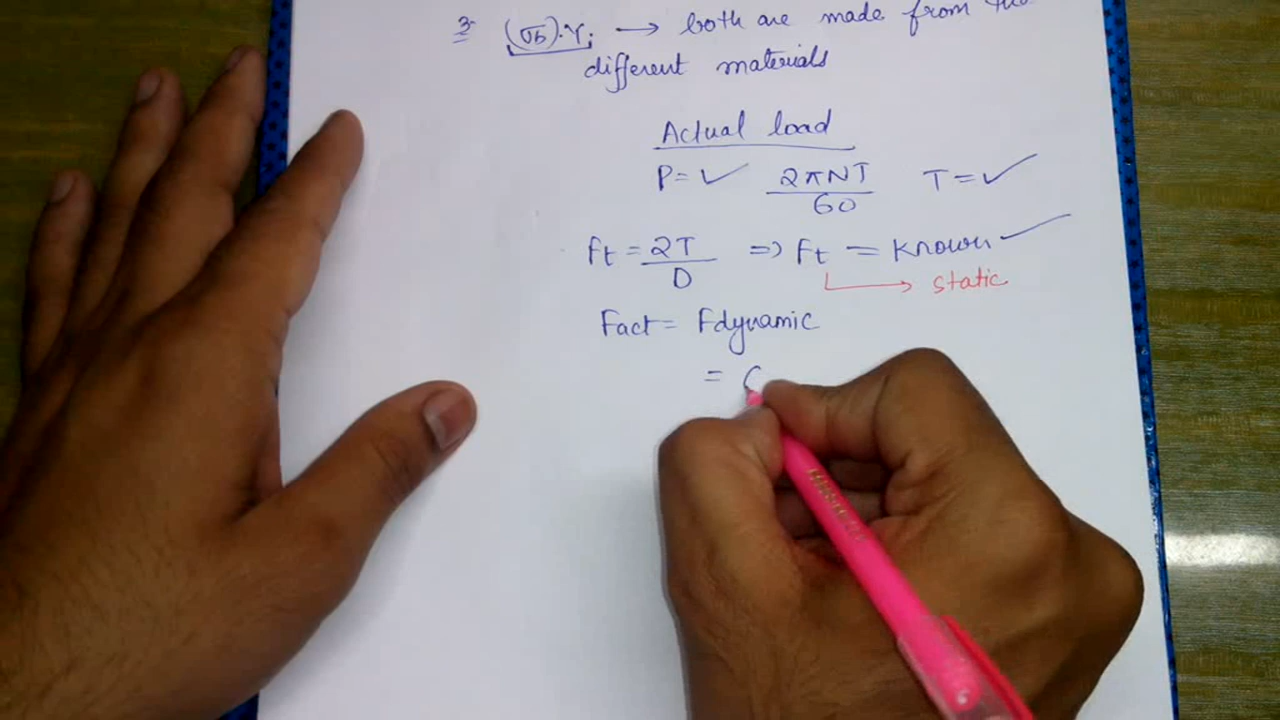 3 (σb)·Y. → both are made from the
different materials
Actual load
P= ✓ 2πNT/60 T = ✓
Ft = 2T/D ⇒ Ft = Known ✓
static
Fact = Fdynamic
= C